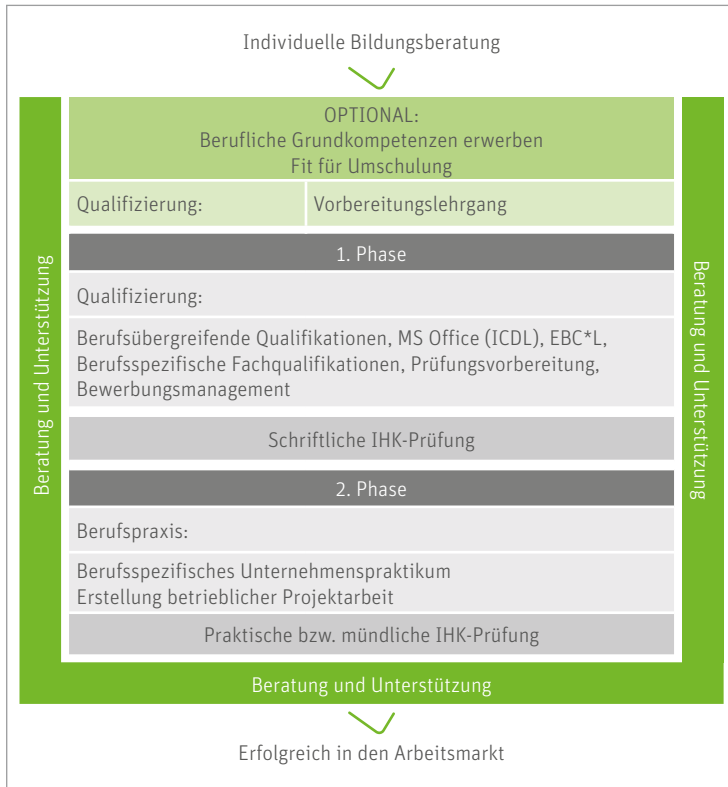 Individuelle Bildungsberatung
Beratung und Unterstützung
OPTIONAL:
Berufliche Grundkompetenzen erwerben
Fit für Umschulung
Qualifizierung:
Vorbereitungslehrgang
1. Phase
Qualifizierung:
Berufsübergreifende Qualifikationen, MS Office (ICDL), EBC*L,
Berufsspezifische Fachqualifikationen, Prüfungsvorbereitung,
Bewerbungsmanagement
Schriftliche IHK-Prüfung
2. Phase
Berufspraxis:
Berufsspezifisches Unternehmenspraktikum
Erstellung betrieblicher Projektarbeit
Praktische bzw. mündliche IHK-Prüfung
Beratung und Unterstützung
Beratung und Unterstützung
Erfolgreich in den Arbeitsmarkt